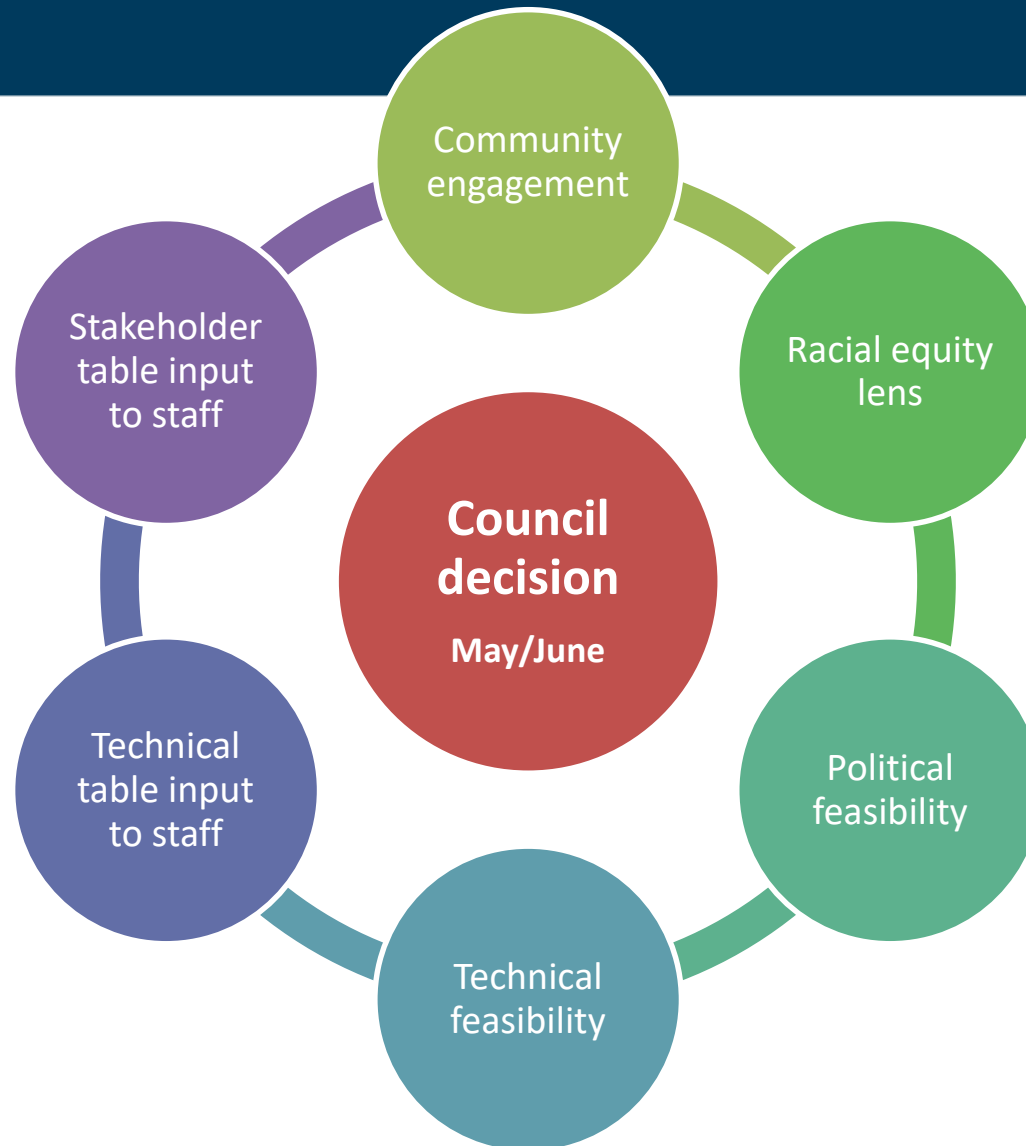 Community
engagement
Racial equity
lens
Political
feasibility
Technical
feasibility
Technical
table input
to staff
Stakeholder
table input
to staff
Council
decision
May/June